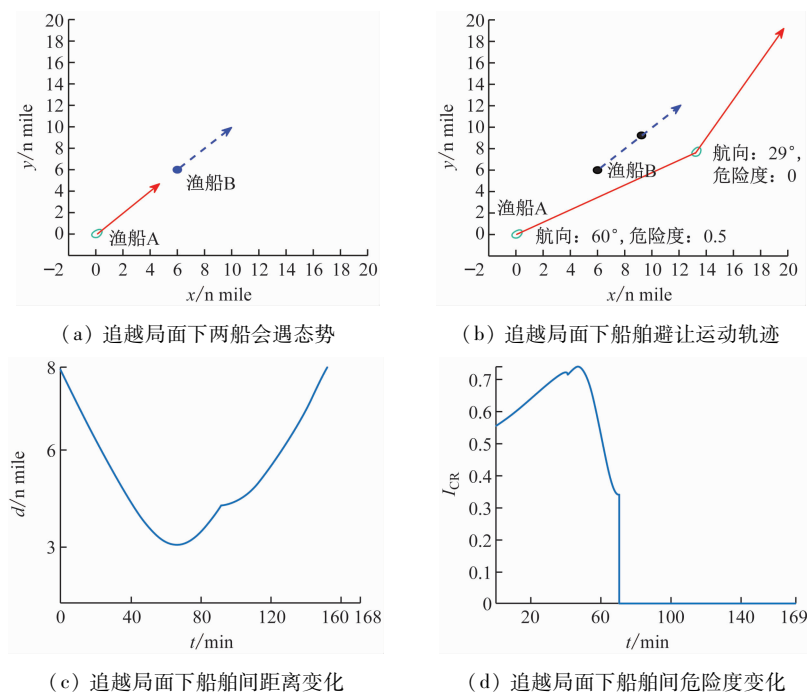 20
18
16
14
12
10
8
6
4
2
0
−2
y/n mile
渔船B
渔船A
0 2 4 6 8 10 12 14 16 18 20
x/n mile
(a) 追越局面下两船会遇态势
20
18
16
14
12
10
8
6
4
2
0
−2
y/n mile
渔船B
航向：29°,
危险度：0
渔船A
航向：60°, 危险度：0.5
0 2 4 6 8 10 12 14 16 18 20
x/n mile
(b) 追越局面下船舶避让运动轨迹
8
6
3
d/n mile
0 40 80 120 160 168
t/min
(c) 追越局面下船舶间距离变化
0.7
0.6
0.5
0.4
0.3
0.2
0.1
0
I_CR
20 60 100 140 169
t/min
(d) 追越局面下船舶间危险度变化